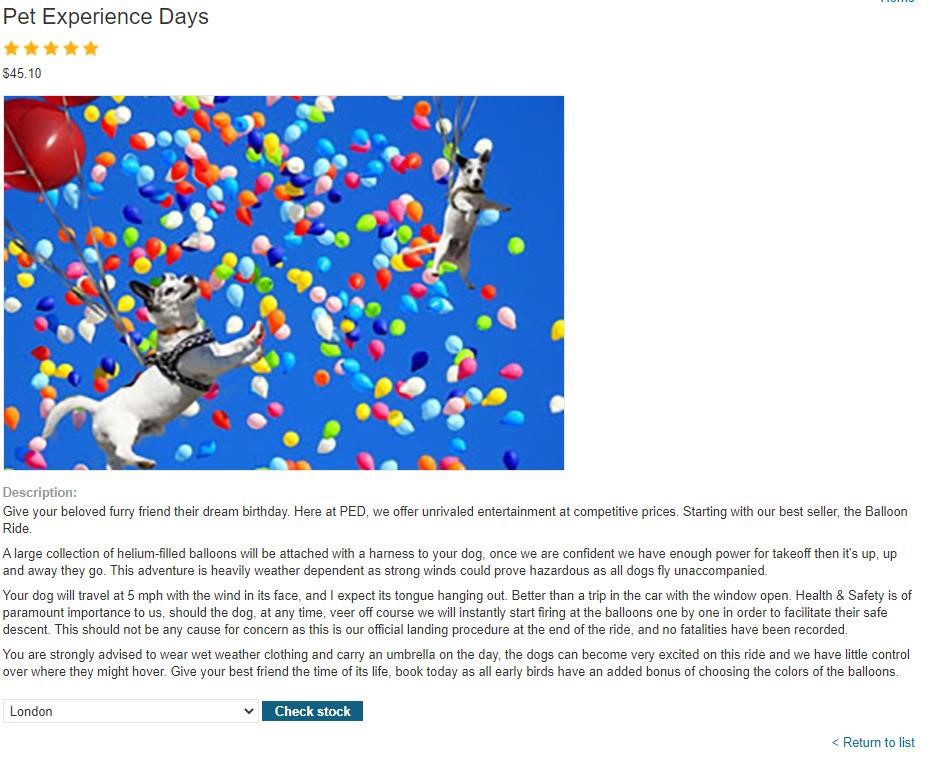 Pet Experience Days
$45.10
Description:
Give your beloved furry friend their dream birthday. Here at PED, we offer unrivaled entertainment at competitive prices. Starting with our best seller, the Balloon
Ride.
A large collection of helium-filled balloons will be attached with a harness to your dog, once we are confident we have enough power for takeoff then it's up, up
and away they go. This adventure is heavily weather dependent as strong winds could prove hazardous as all dogs fly unaccompanied.
Your dog will travel at 5 mph with the wind in its face, and I expect its tongue hanging out. Better than a trip in the car with the window open. Health & Safety is of
paramount importance to us, should the dog, at any time, veer off course we will instantly start firing at the balloons one by one in order to facilitate their safe
descent. This should not be any cause for concern as this is our official landing procedure at the end of the ride, and no fatalities have been recorded.
You are strongly advised to wear wet weather clothing and carry an umbrella on the day, the dogs can become very excited on this ride and we have little control
over where they might hover. Give your best friend the time of its life, book today as all early birds have an added bonus of choosing the colors of the balloons.
London
Check stock
< Return to list